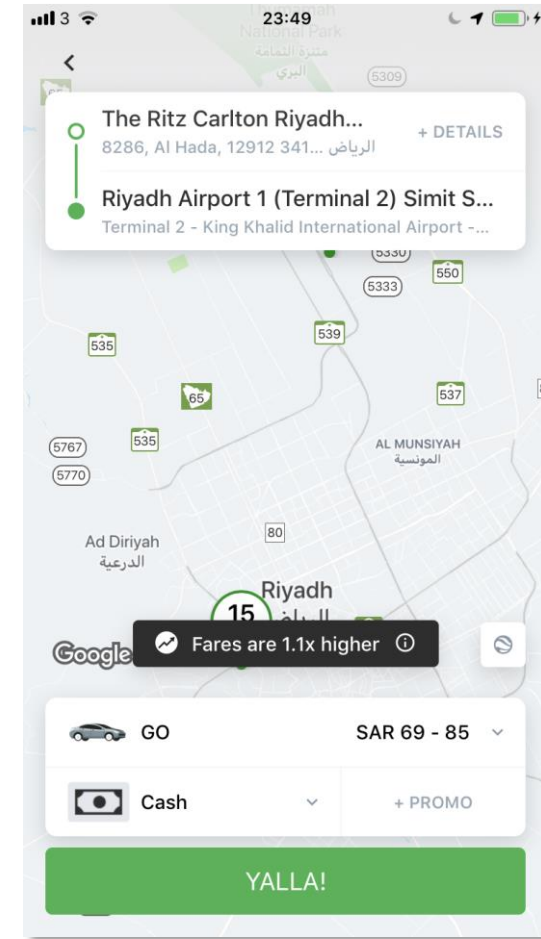 3
23:49
National Park
متنزة الثمامة
البري
5309
65
The Ritz Carlton Riyadh...
+ DETAILS
8286, Al Hada, 12912 341... الرياض
Riyadh Airport 1 (Terminal 2) Simit S...
Terminal 2 - King Khalid International Airport -...
5330
550
5333
539
535
65
537
5767
535
AL MUNSIYAH
المونسية
5770
80
Ad Diriyah
الدرعية
Riyadh
15
Google
Fares are 1.1x higher
GO
SAR 69 - 85
Cash
+ PROMO
YALLA!